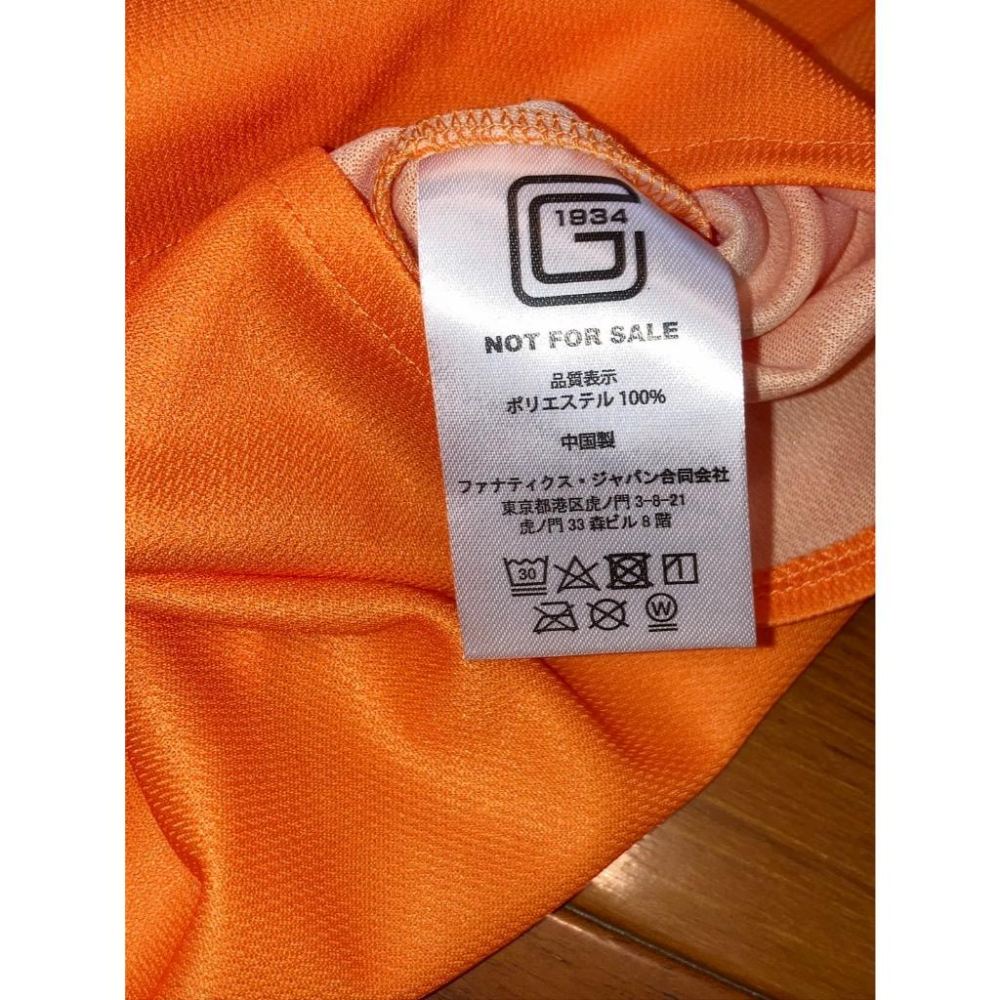 1934
G
NOT FOR SALE
品質表示
ポリエステル 100%
中国製
ファナティクス・ジャパン合同会社
東京都港区虎ノ門 3-8-21
虎ノ門 33 森ビル 8 階
30
W